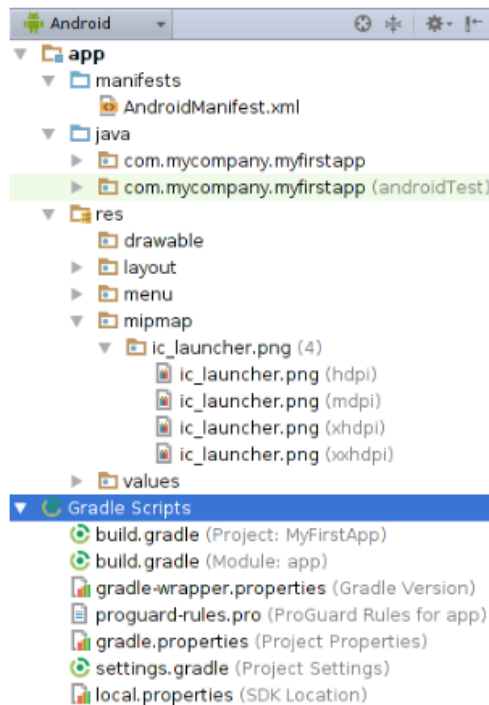 Android
app
manifests
AndroidManifest.xml
java
com.mycompany.myfirstapp
com.mycompany.myfirstapp (androidTest)
res
drawable
layout
menu
mipmap
ic_launcher.png (4)
ic_launcher.png (hdpi)
ic_launcher.png (mdpi)
ic_launcher.png (xhdpi)
ic_launcher.png (xxhdpi)
values
Gradle Scripts
build.gradle (Project: MyFirstApp)
build.gradle (Module: app)
gradle-wrapper.properties (Gradle Version)
proguard-rules.pro (ProGuard Rules for app)
gradle.properties (Project Properties)
settings.gradle (Project Settings)
local.properties (SDK Location)